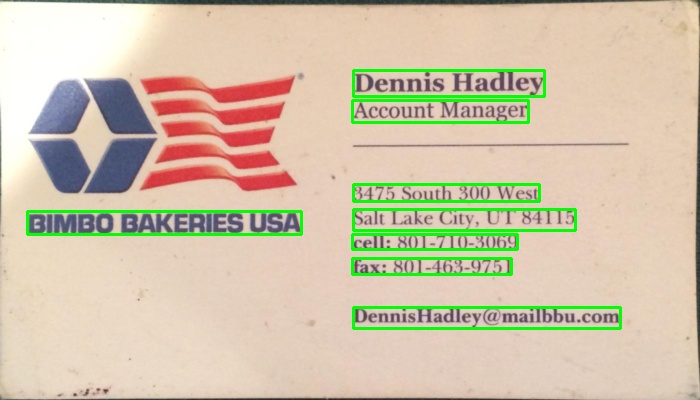 Dennis Hadley
Account Manager
BIMBO BAKERIES USA
3475 South 300 West
Salt Lake City, UT 84115
cell: 801-710-3069
fax: 801-463-9751
DennisHadley@mailbbu.com